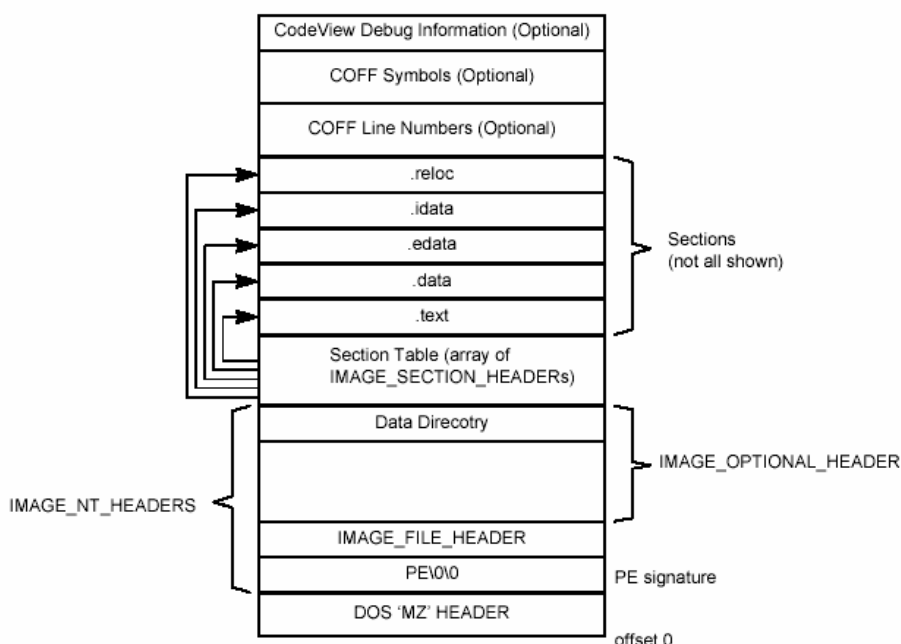 CodeView Debug Information (Optional)
COFF Symbols (Optional)
COFF Line Numbers (Optional)
.reloc
.idata
.edata
.data
.text
Sections
(not all shown)
Section Table (array of
IMAGE_SECTION_HEADERs)
Data Direcotry
IMAGE_OPTIONAL_HEADER
IMAGE_NT_HEADERS
IMAGE_FILE_HEADER
PE\0\0
PE signature
DOS ‘MZ’ HEADER
offset 0